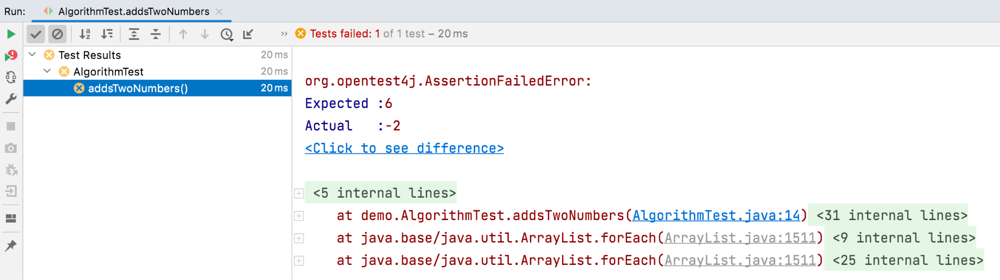 Run: AlgorithmTest.addsTwoNumbers
Tests failed: 1 of 1 test – 20 ms
Test Results 20 ms
AlgorithmTest 20 ms
addsTwoNumbers() 20 ms
org.opentest4j.AssertionFailedError:
Expected :6
Actual   :-2
<Click to see difference>
<5 internal lines>
at demo.AlgorithmTest.addsTwoNumbers(AlgorithmTest.java:14) <31 internal lines>
at java.base/java.util.ArrayList.forEach(ArrayList.java:1511) <9 internal lines>
at java.base/java.util.ArrayList.forEach(ArrayList.java:1511) <25 internal lines>